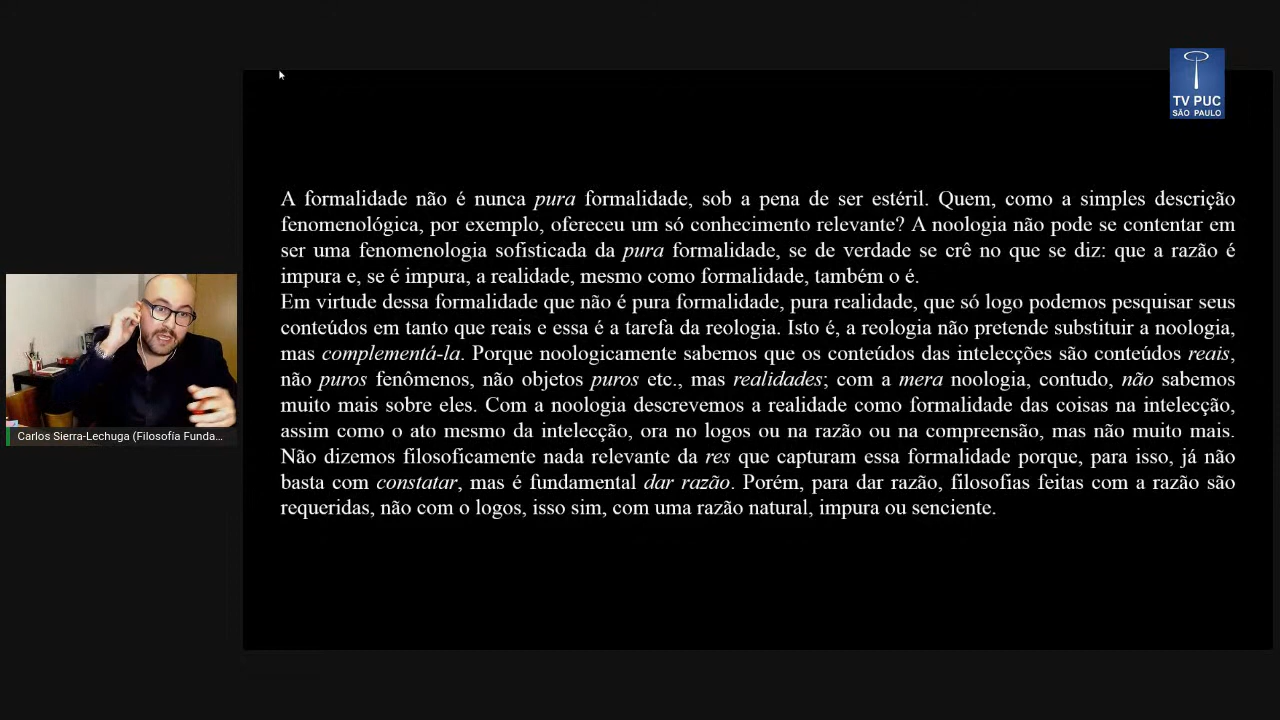 TV PUC
SÃO PAULO
A formalidade não é nunca pura formalidade, sob a pena de ser estéril. Quem, como a simples descrição
fenomenológica, por exemplo, ofereceu um só conhecimento relevante? A noologia não pode se contentar em
ser uma fenomenologia sofisticada da pura formalidade, se de verdade se crê no que se diz: que a razão é
impura e, se é impura, a realidade, mesmo como formalidade, também o é.
Em virtude dessa formalidade que não é pura formalidade, pura realidade, que só logo podemos pesquisar seus
conteúdos em tanto que reais e essa é a tarefa da reologia. Isto é, a reologia não pretende substituir a noologia,
mas complementá-la. Porque noologicamente sabemos que os conteúdos das intelecções são conteúdos reais,
não puros fenômenos, não objetos puros etc., mas realidades; com a mera noologia, contudo, não sabemos
muito mais sobre eles. Com a noologia descrevemos a realidade como formalidade das coisas na intelecção,
assim como o ato mesmo da intelecção, ora no logos ou na razão ou na compreensão, mas não muito mais.
Não dizemos filosoficamente nada relevante da res que capturam essa formalidade porque, para isso, já não
basta com constatar, mas é fundamental dar razão. Porém, para dar razão, filosofias feitas com a razão são
requeridas, não com o logos, isso sim, com uma razão natural, impura ou senciente.
Carlos Sierra-Lechuga (Filosofía Funda...